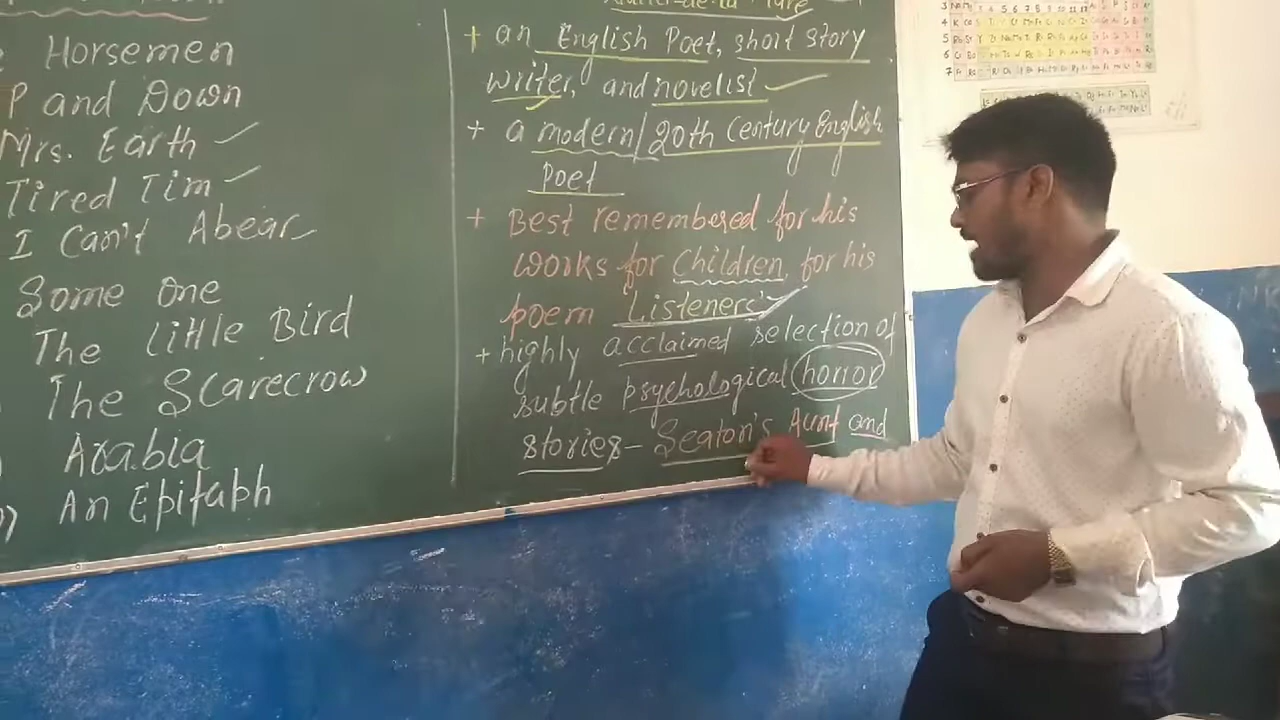 Horsemen
P and Down
Mrs. Earth
Tired Tim
I Can't Abear
Some One
The Little Bird
The Scarecrow
Arabia
An Epitaph
+ an English Poet, short story
writer, and novelist
+ a modern/20th Century English
Poet
+ Best remembered for his
works for Children, for his
poem 'Listeners'
+ highly acclaimed selection of
subtle psychological horror
stories - Seaton's Aunt and